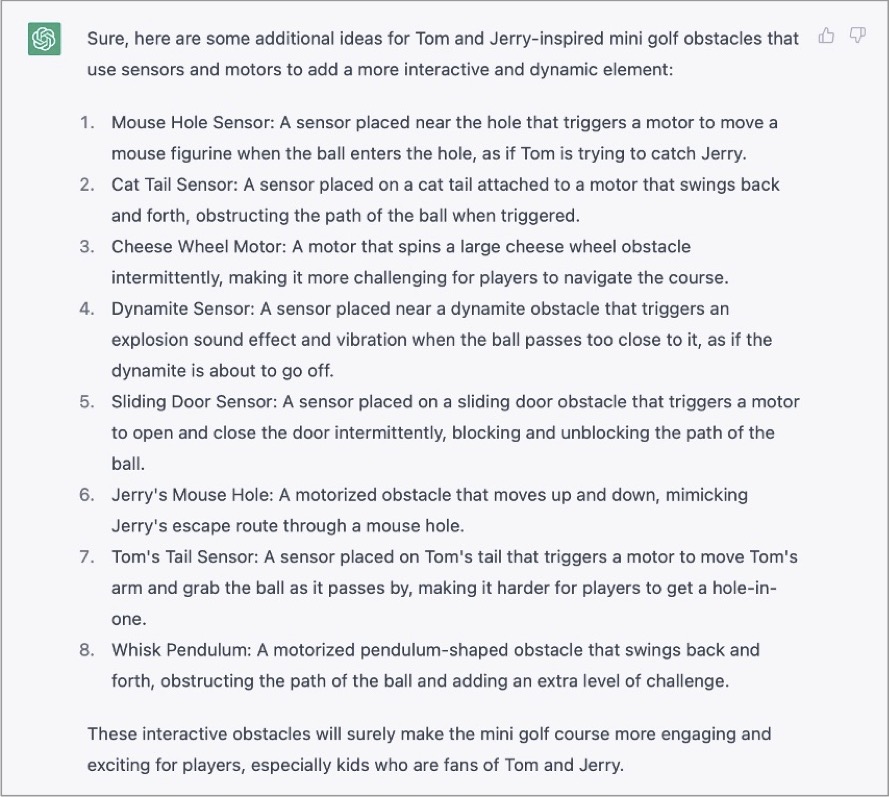 Sure, here are some additional ideas for Tom and Jerry-inspired mini golf obstacles that
use sensors and motors to add a more interactive and dynamic element:
1. Mouse Hole Sensor: A sensor placed near the hole that triggers a motor to move a
mouse figurine when the ball enters the hole, as if Tom is trying to catch Jerry.
2. Cat Tail Sensor: A sensor placed on a cat tail attached to a motor that swings back
and forth, obstructing the path of the ball when triggered.
3. Cheese Wheel Motor: A motor that spins a large cheese wheel obstacle
intermittently, making it more challenging for players to navigate the course.
4. Dynamite Sensor: A sensor placed near a dynamite obstacle that triggers an
explosion sound effect and vibration when the ball passes too close to it, as if the
dynamite is about to go off.
5. Sliding Door Sensor: A sensor placed on a sliding door obstacle that triggers a motor
to open and close the door intermittently, blocking and unblocking the path of the
ball.
6. Jerry's Mouse Hole: A motorized obstacle that moves up and down, mimicking
Jerry's escape route through a mouse hole.
7. Tom's Tail Sensor: A sensor placed on Tom's tail that triggers a motor to move Tom's
arm and grab the ball as it passes by, making it harder for players to get a hole-in-
one.
8. Whisk Pendulum: A motorized pendulum-shaped obstacle that swings back and
forth, obstructing the path of the ball and adding an extra level of challenge.
These interactive obstacles will surely make the mini golf course more engaging and
exciting for players, especially kids who are fans of Tom and Jerry.